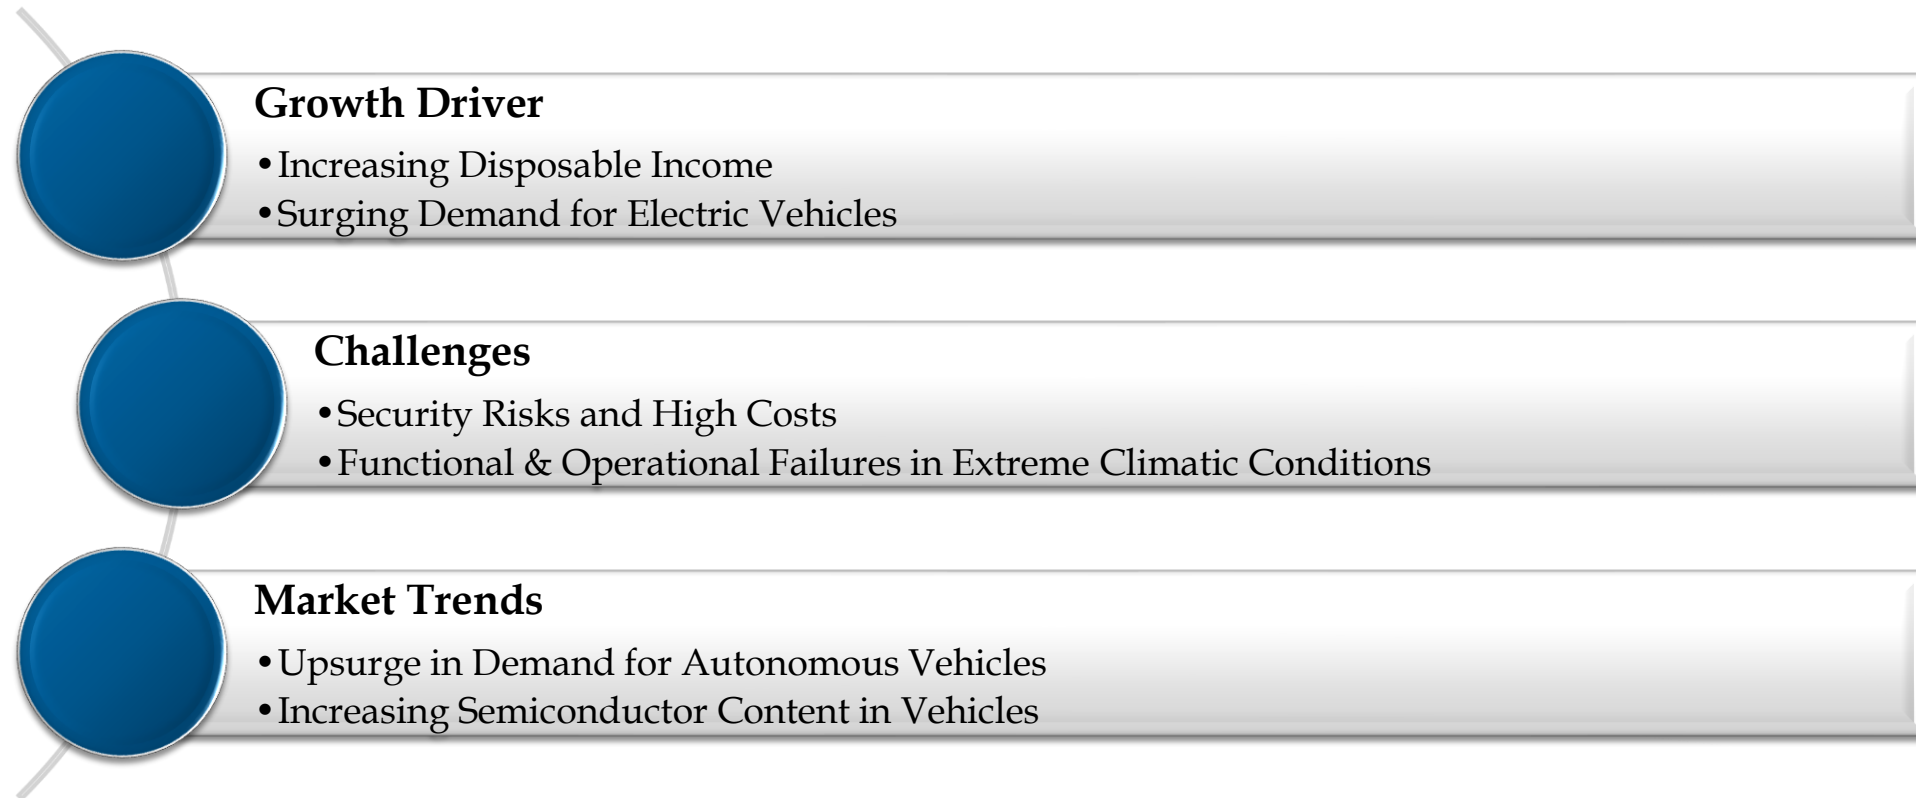 Growth Driver
•Increasing Disposable Income
•Surging Demand for Electric Vehicles
Challenges
•Security Risks and High Costs
•Functional & Operational Failures in Extreme Climatic Conditions
Market Trends
•Upsurge in Demand for Autonomous Vehicles
•Increasing Semiconductor Content in Vehicles